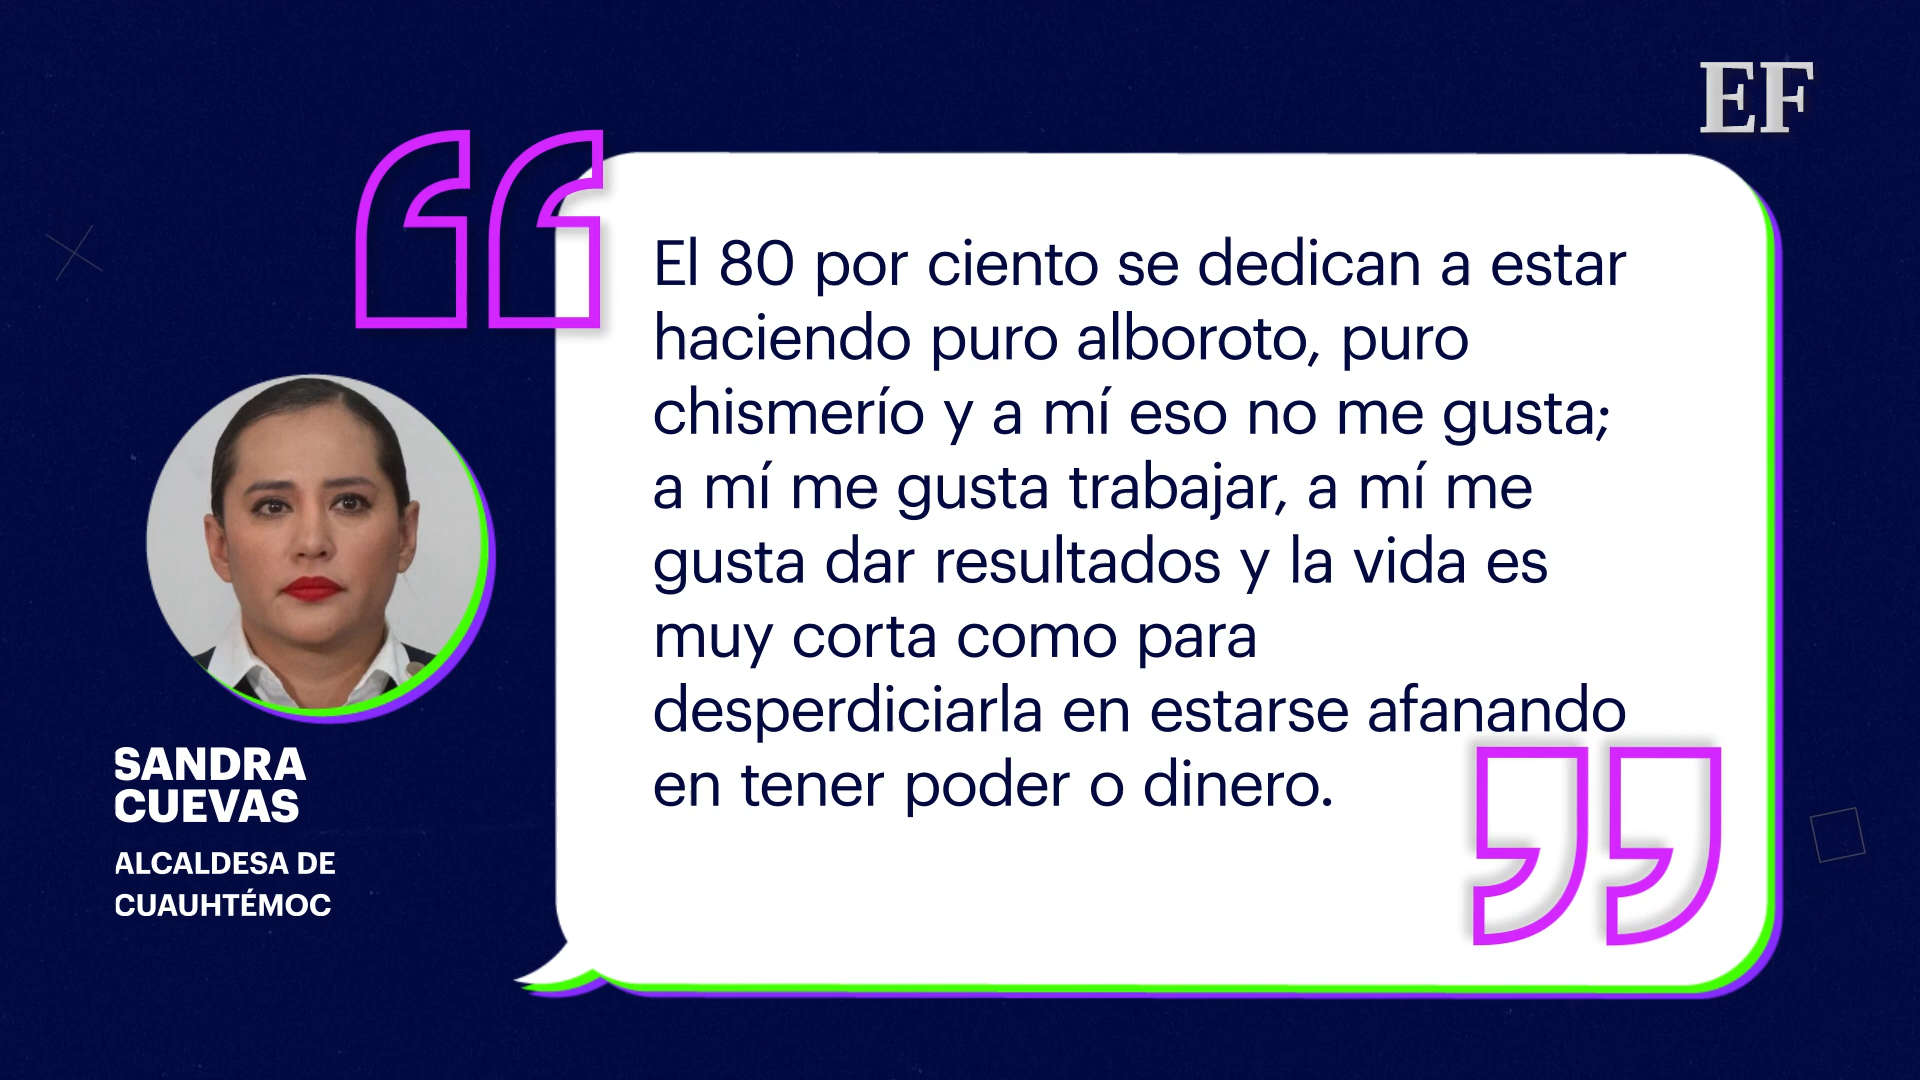 EF
El 80 por ciento se dedican a estar
haciendo puro alboroto, puro
chismerío y a mí eso no me gusta;
a mí me gusta trabajar, a mí me
gusta dar resultados y la vida es
muy corta como para
desperdiciarla en estarse afanando
en tener poder o dinero.
SANDRA
CUEVAS
ALCALDESA DE
CUAUHTÉMOC